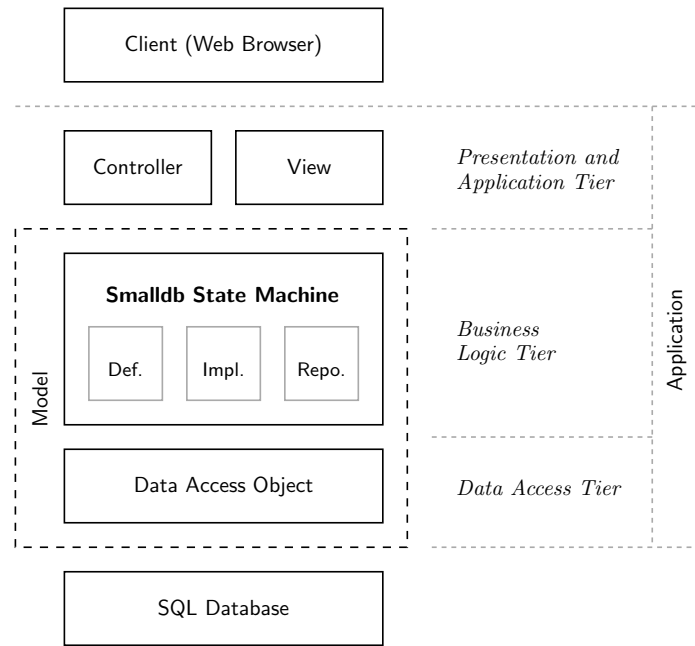 Client (Web Browser)
Controller
View
Presentation and
Application Tier
Smalldb State Machine
Def.
Impl.
Repo.
Business
Logic Tier
Model
Application
Data Access Object
Data Access Tier
SQL Database